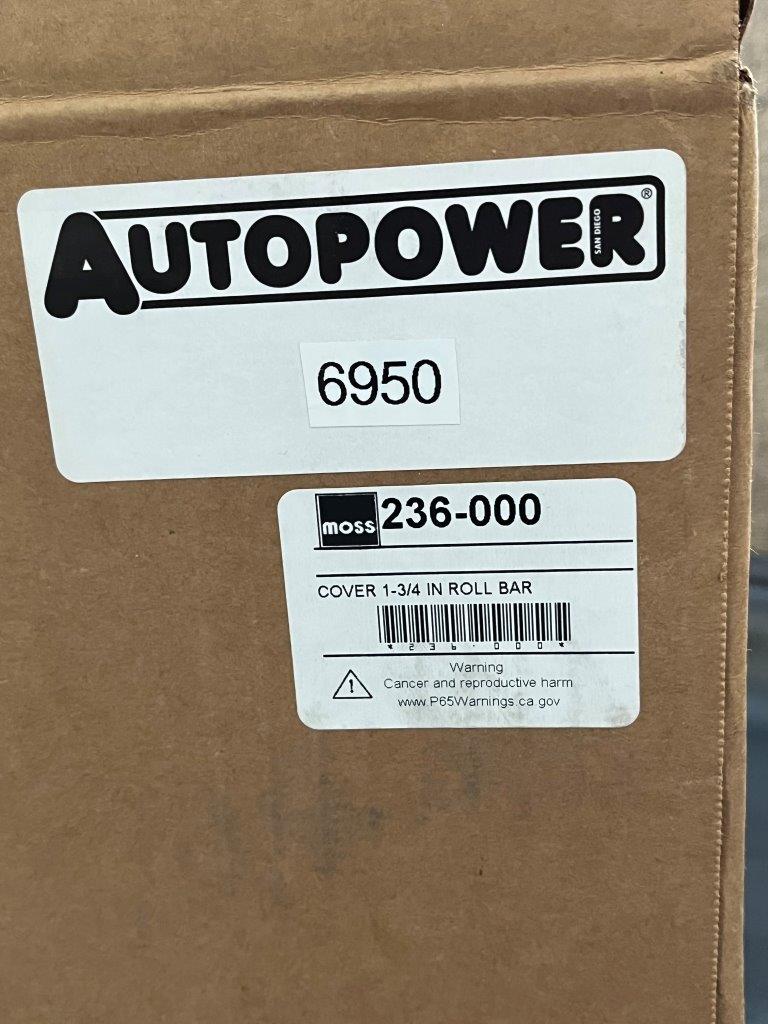 AUTOPOWER SAN DIEGO ®
6950
moss 236-000
COVER 1-3/4 IN ROLL BAR
*236-000*
Warning
Cancer and reproductive harm
www.P65Warnings.ca.gov